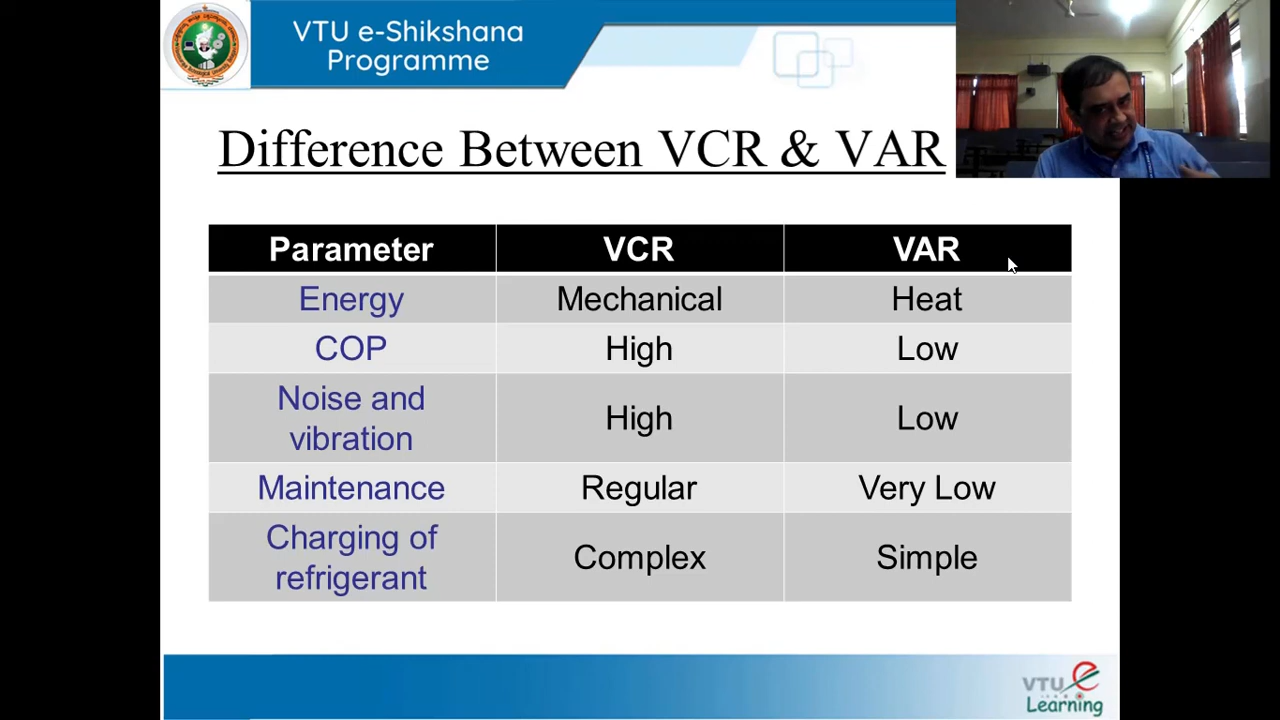 VTU e-Shikshana
Programme
Difference Between VCR & VAR
Parameter VCR VAR
Energy Mechanical Heat
COP High Low
Noise and
vibration High Low
Maintenance Regular Very Low
Charging of
refrigerant Complex Simple
VTU e
Learning